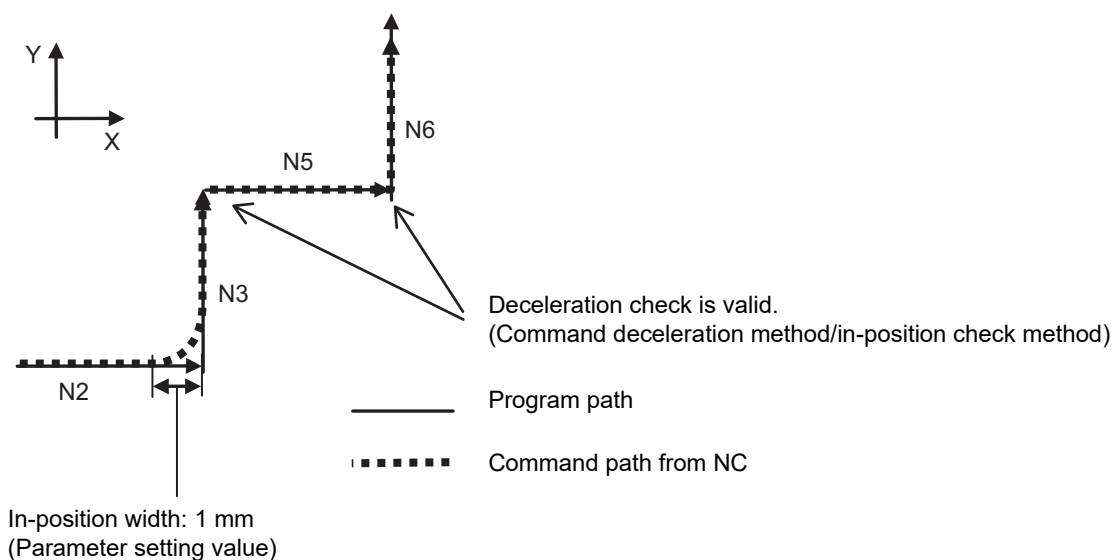 Y
X
N6
N5
N3
Deceleration check is valid.
(Command deceleration method/in-position check method)
N2
Program path
Command path from NC
In-position width: 1 mm
(Parameter setting value)